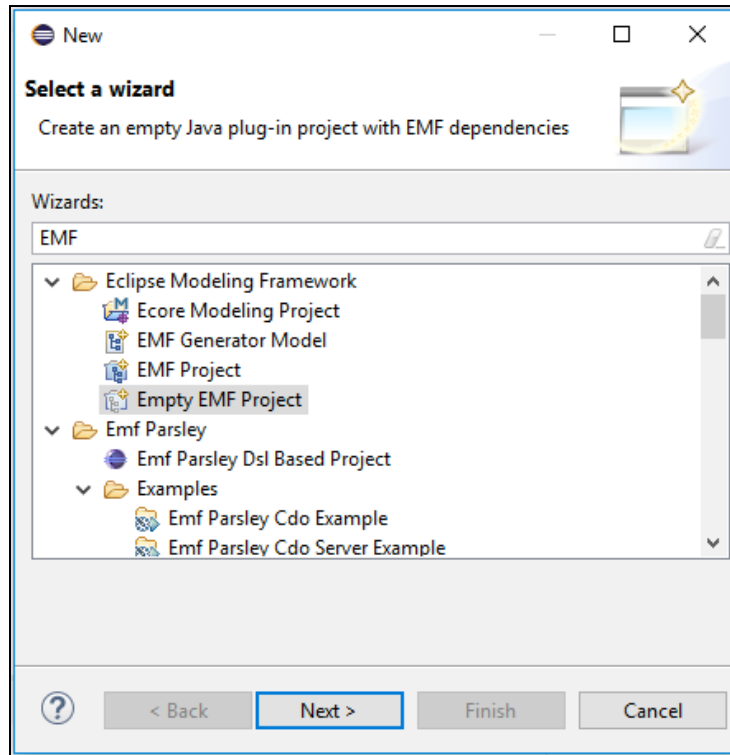 New
Select a wizard
Create an empty Java plug-in project with EMF dependencies
Wizards:
EMF
Eclipse Modeling Framework
Ecore Modeling Project
EMF Generator Model
EMF Project
Empty EMF Project
Emf Parsley
Emf Parsley Dsl Based Project
Examples
Emf Parsley Cdo Example
Emf Parsley Cdo Server Example
? < Back Next > Finish Cancel